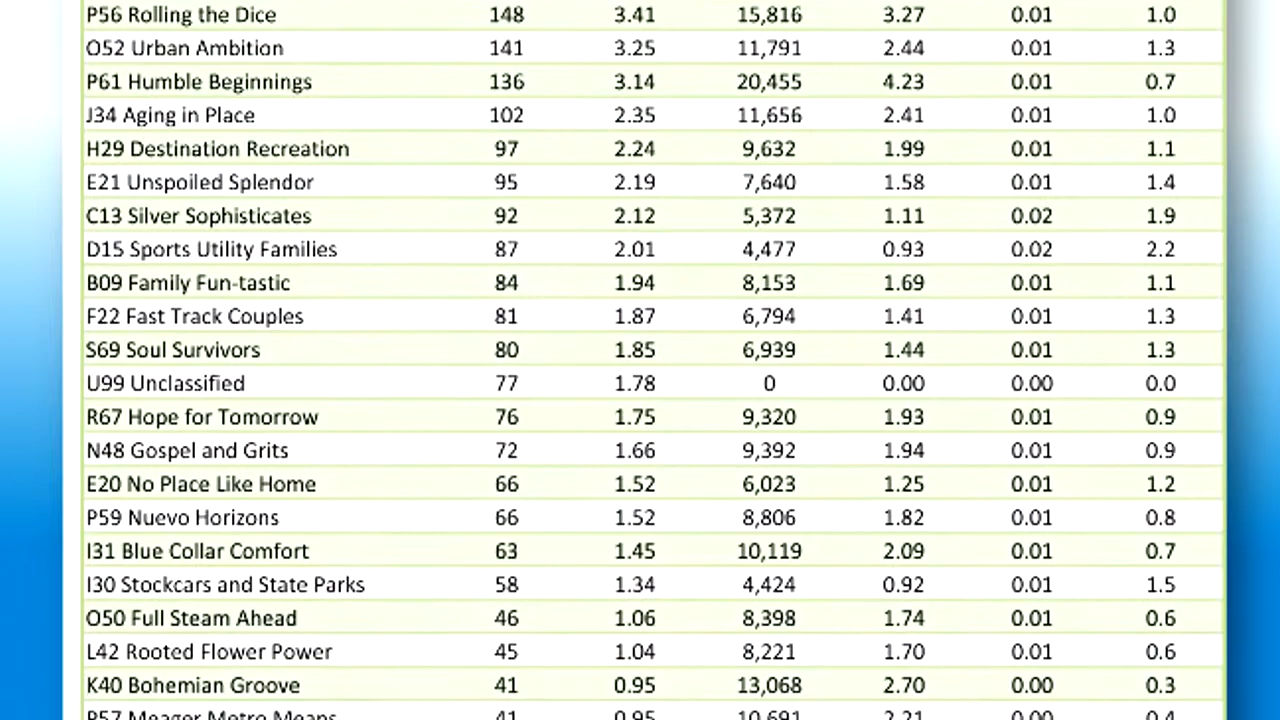 P56 Rolling the Dice 148 3.41 15,816 3.27 0.01 1.0
O52 Urban Ambition 141 3.25 11,791 2.44 0.01 1.3
P61 Humble Beginnings 136 3.14 20,455 4.23 0.01 0.7
J34 Aging in Place 102 2.35 11,656 2.41 0.01 1.0
H29 Destination Recreation 97 2.24 9,632 1.99 0.01 1.1
E21 Unspoiled Splendor 95 2.19 7,640 1.58 0.01 1.4
C13 Silver Sophisticates 92 2.12 5,372 1.11 0.02 1.9
D15 Sports Utility Families 87 2.01 4,477 0.93 0.02 2.2
B09 Family Fun-tastic 84 1.94 8,153 1.69 0.01 1.1
F22 Fast Track Couples 81 1.87 6,794 1.41 0.01 1.3
S69 Soul Survivors 80 1.85 6,939 1.44 0.01 1.3
U99 Unclassified 77 1.78 0 0.00 0.00 0.0
R67 Hope for Tomorrow 76 1.75 9,320 1.93 0.01 0.9
N48 Gospel and Grits 72 1.66 9,392 1.94 0.01 0.9
E20 No Place Like Home 66 1.52 6,023 1.25 0.01 1.2
P59 Nuevo Horizons 66 1.52 8,806 1.82 0.01 0.8
I31 Blue Collar Comfort 63 1.45 10,119 2.09 0.01 0.7
I30 Stockcars and State Parks 58 1.34 4,424 0.92 0.01 1.5
O50 Full Steam Ahead 46 1.06 8,398 1.74 0.01 0.6
L42 Rooted Flower Power 45 1.04 8,221 1.70 0.01 0.6
K40 Bohemian Groove 41 0.95 13,068 2.70 0.00 0.3
P57 Meager Metro Means 41 0.95 10,691 2.21 0.00 0.4